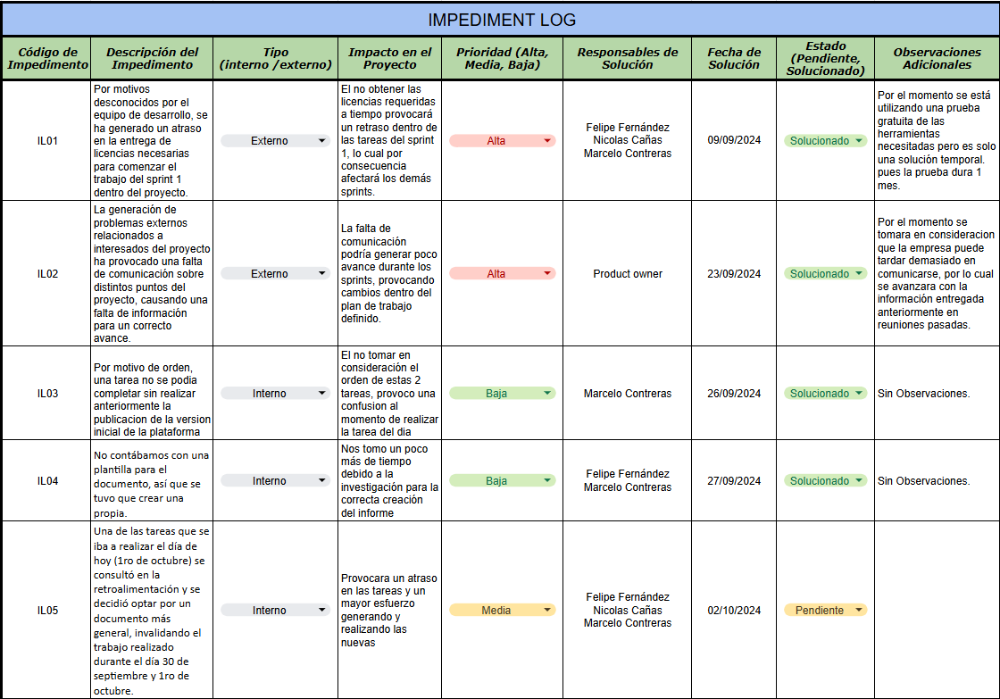 IMPEDIMENT LOG
Código de
Impedimento
Descripción del
Impedimento
Tipo
(interno /externo)
Impacto en el
Proyecto
Prioridad (Alta,
Media, Baja)
Responsables de
Solución
Fecha de
Solución
Estado
(Pendiente,
Solucionado)
Observaciones
Adicionales
IL01
Por motivos
desconocidos por el
equipo de desarrollo, se
ha generado un atraso
en la entrega de
licencias necesarias
para comenzar el
trabajo del sprint 1
dentro del proyecto.
Externo
El no obtener las
licencias requeridas
a tiempo provocará
un retraso dentro de
las tareas del sprint
1, lo cual por
consecuencia
afectará los demás
sprints.
Alta
Felipe Fernández
Nicolas Cañas
Marcelo Contreras
09/09/2024
Solucionado
Por el momento se está
utilizando una prueba
gratuita de las
herramientas
necesitadas pero es solo
una solución temporal.
pues la prueba dura 1
mes.
IL02
La generación de
problemas externos
relacionados a
interesados del proyecto
ha provocado una falta
de comunicación sobre
distintos puntos del
proyecto, causando una
falta de información
para un correcto
avance.
Externo
La falta de
comunicación
podría generar poco
avance durante los
sprints, provocando
cambios dentro del
plan de trabajo
definido.
Alta
Product owner
23/09/2024
Solucionado
Por el momento se
tomara en consideracion
que la empresa puede
tardar demasiado en
comunicarse, por lo cual
se avanzara con la
información entregada
anteriormente en
reuniones pasadas.
IL03
Por motivo de orden,
una tarea no se podia
completar sin realizar
anteriormente la
publicacion de la version
inicial de la plataforma
Interno
El no tomar en
consideración el
orden de estas 2
tareas, provoco una
confusion al
momento de realizar
la tarea del dia
Baja
Marcelo Contreras
26/09/2024
Solucionado
Sin Observaciones.
IL04
No contábamos con una
plantilla para el
documento, así que se
tuvo que crear una
propia.
Interno
Nos tomo un poco
más de tiempo
debido a la
investigación para la
correcta creación
del informe
Baja
Felipe Fernández
Marcelo Contreras
27/09/2024
Solucionado
Sin Observaciones.
IL05
Una de las tareas que se
iba a realizar el día de
hoy (1ro de octubre) se
consultó en la
retroalimentación y se
decidió optar por un
documento más
general, invalidando el
trabajo realizado
durante el día 30 de
septiembre y 1ro de
octubre.
Interno
Provocara un atraso
en las tareas y un
mayor esfuerzo
generando y
realizando las
nuevas
Media
Felipe Fernández
Nicolas Cañas
Marcelo Contreras
02/10/2024
Pendiente